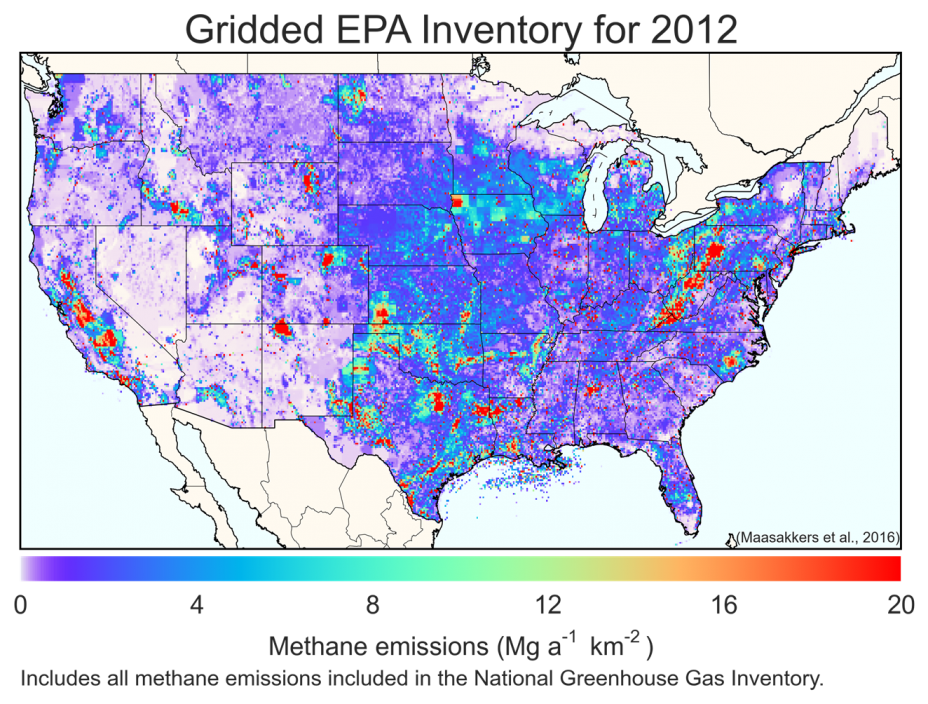 Gridded EPA Inventory for 2012
(Maasakkers et al., 2016)
0 4 8 12 16 20
Methane emissions (Mg a⁻¹ km⁻²)
Includes all methane emissions included in the National Greenhouse Gas Inventory.